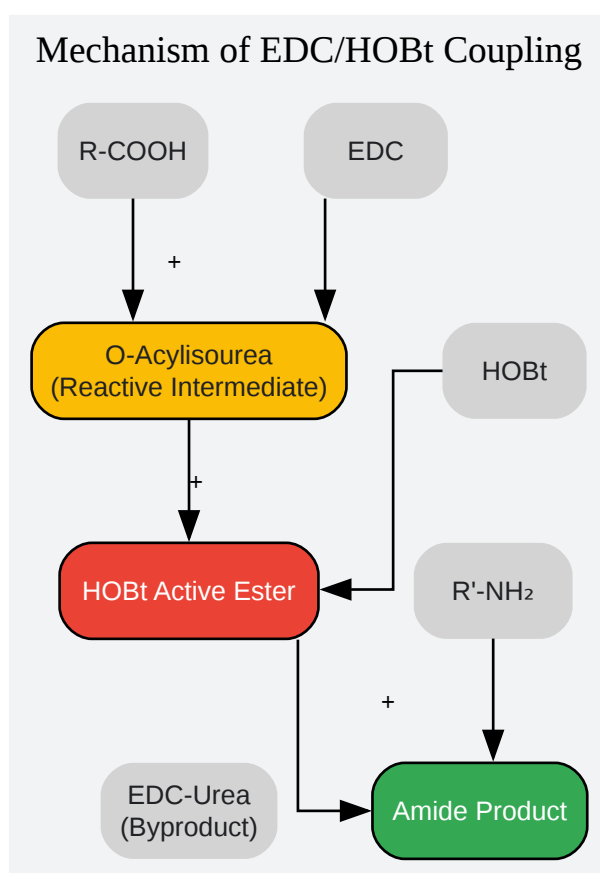 Mechanism of EDC/HOBt Coupling
R-COOH
EDC
+
O-Acylisourea
(Reactive Intermediate)
HOBt
+
HOBt Active Ester
R'-NH₂
+
EDC-Urea
(Byproduct)
Amide Product